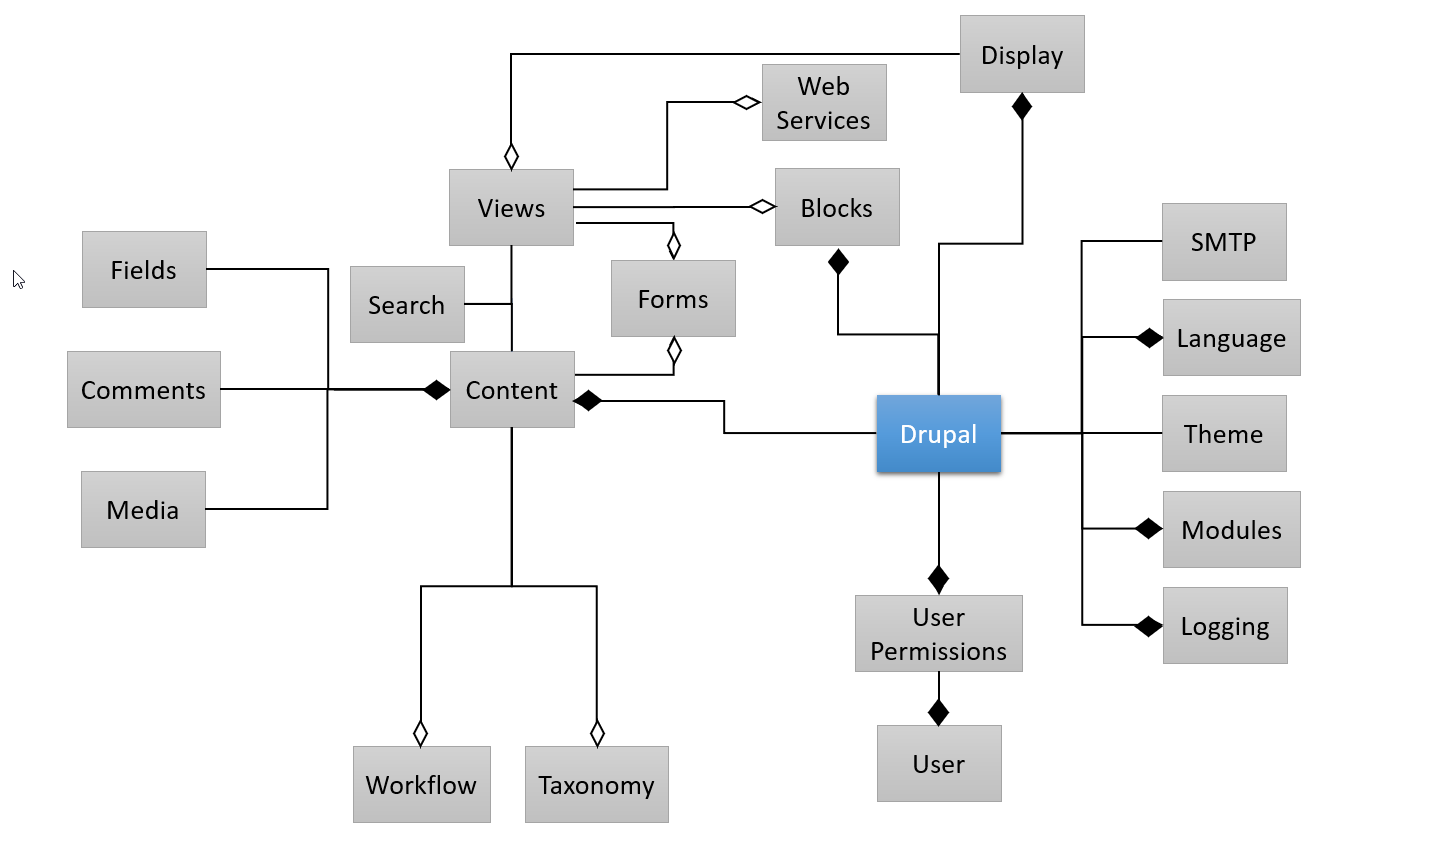 Display
Web
Services
Views
Blocks
SMTP
Fields
Search
Forms
Language
Comments
Content
Drupal
Theme
Media
Modules
User
Permissions
Logging
User
Workflow
Taxonomy